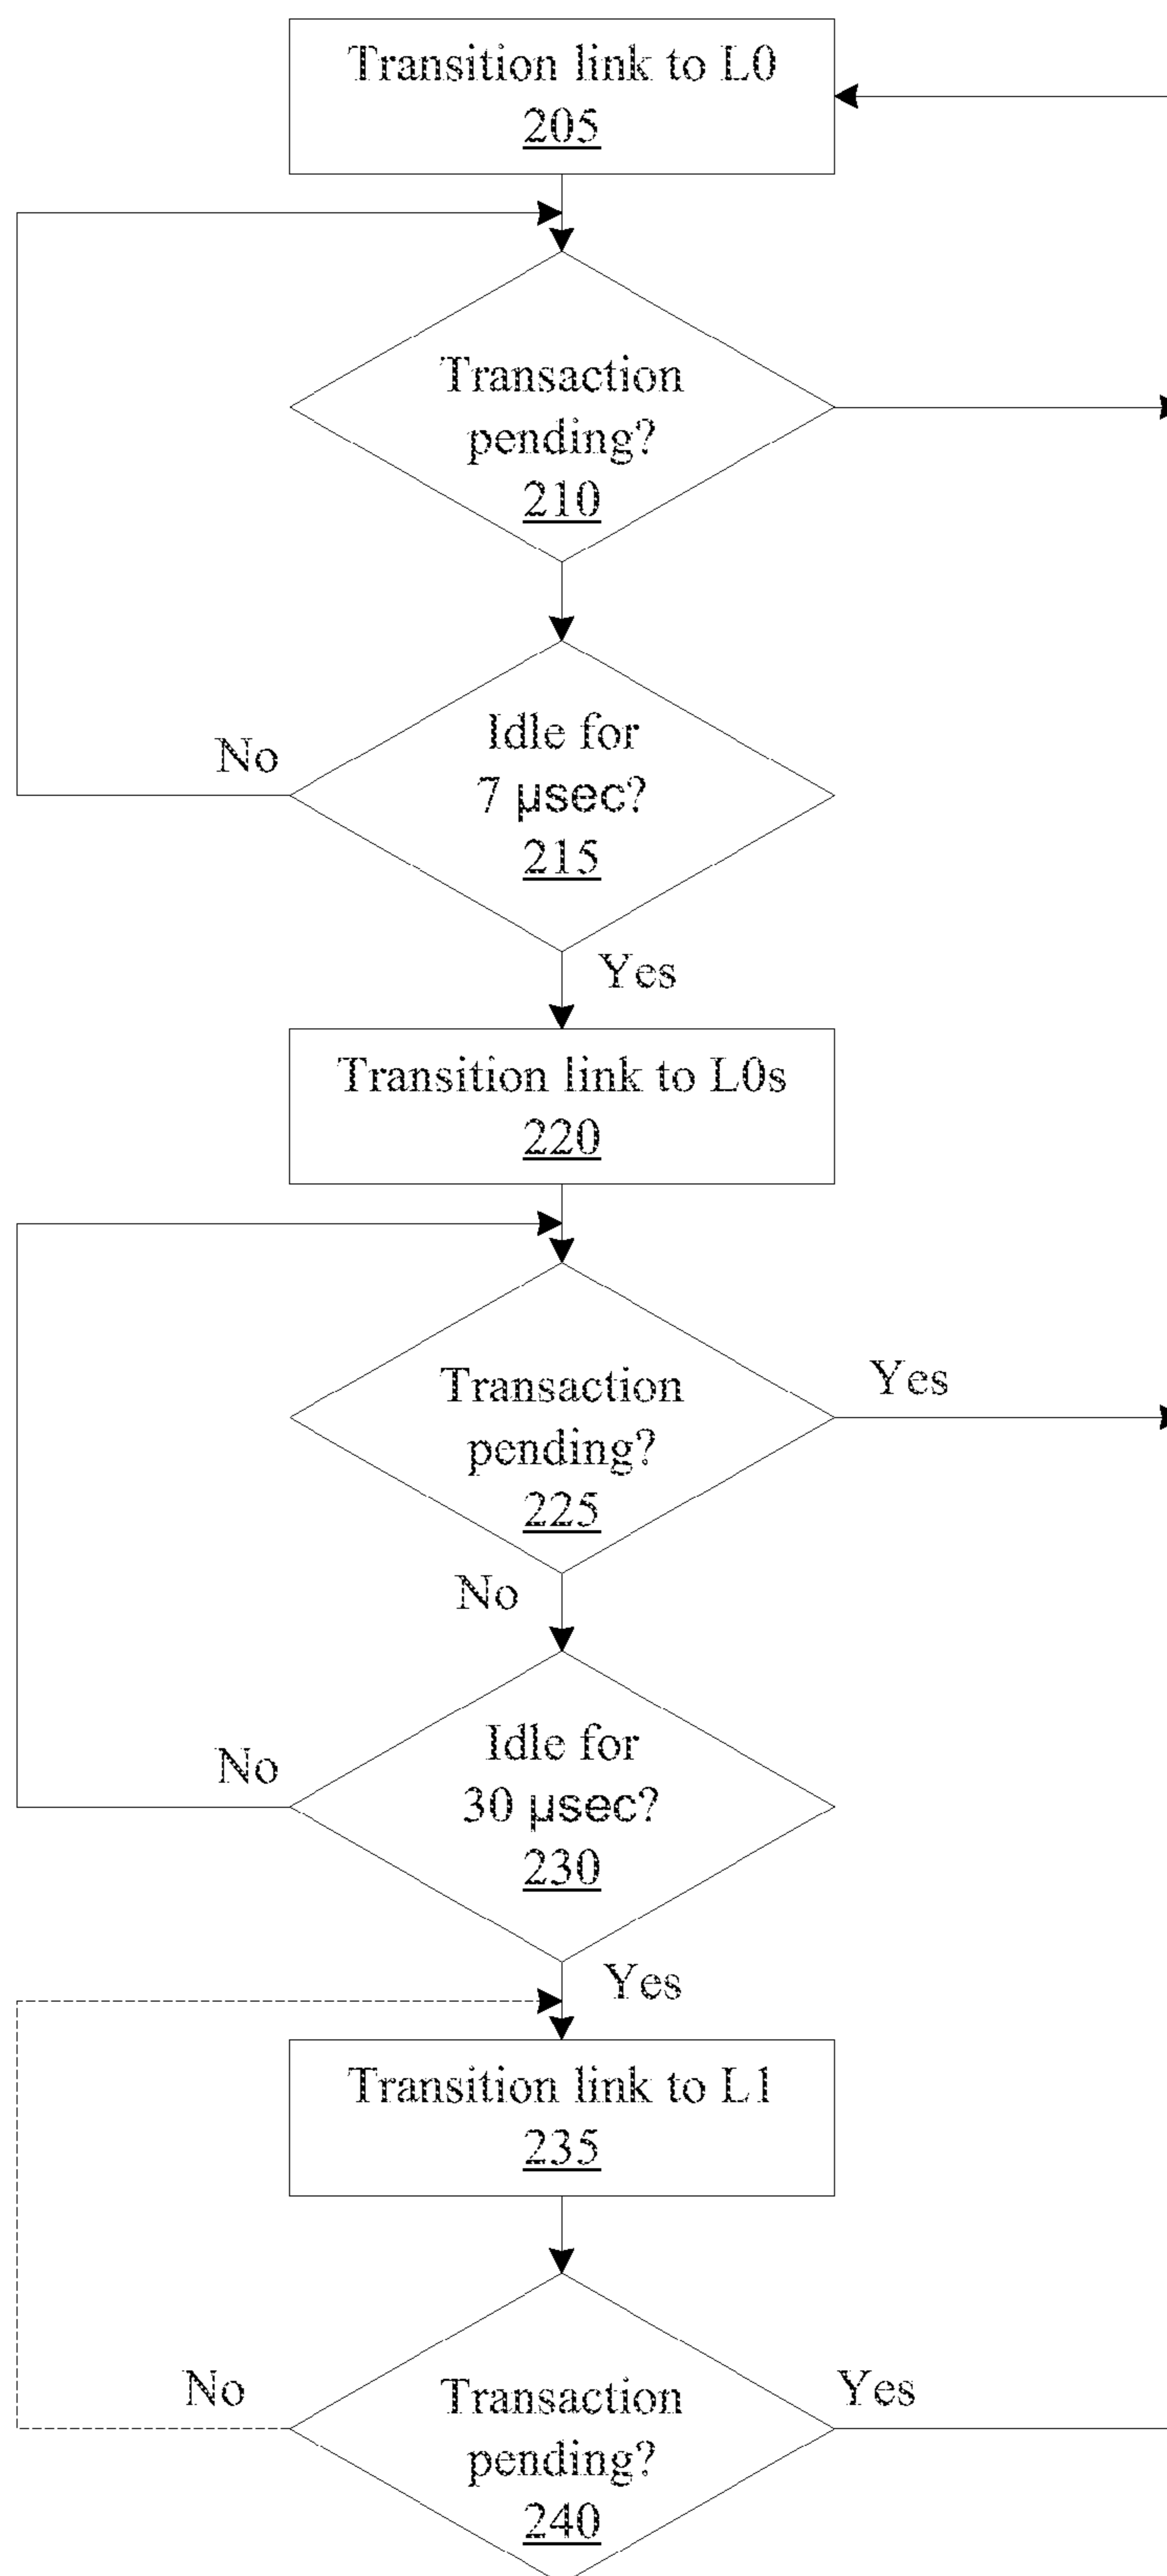 Transition link to L0
205
Transaction
pending?
210
Idle for
7 µsec?
215
No
Yes
Transition link to L0s
220
Transaction
pending?
225
Yes
No
Idle for
30 µsec?
230
No
Yes
Transition link to L1
235
Transaction
pending?
240
No
Yes